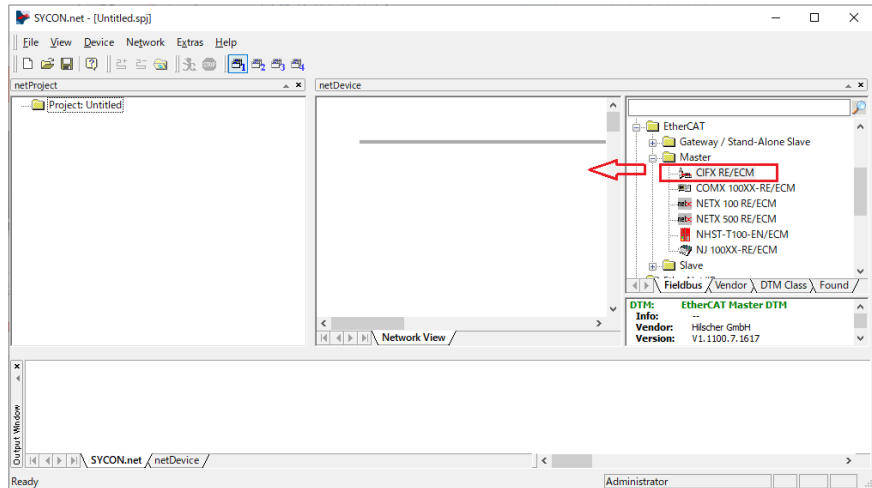 SYCON.net - [Untitled.spj]
File View Device Network Extras Help
netProject
netDevice
Project: Untitled
EtherCAT
Gateway / Stand-Alone Slave
Master
CIFX RE/ECM
COMX 100XX-RE/ECM
NETX 100 RE/ECM
NETX 500 RE/ECM
NHST-T100-EN/ECM
NJ 100XX-RE/ECM
Slave
Fieldbus Vendor DTM Class Found
DTM: EtherCAT Master DTM
Info: --
Vendor: Hilscher GmbH
Version: V1.1100.7.1617
Network View
Output Window
SYCON.net netDevice
Ready
Administrator